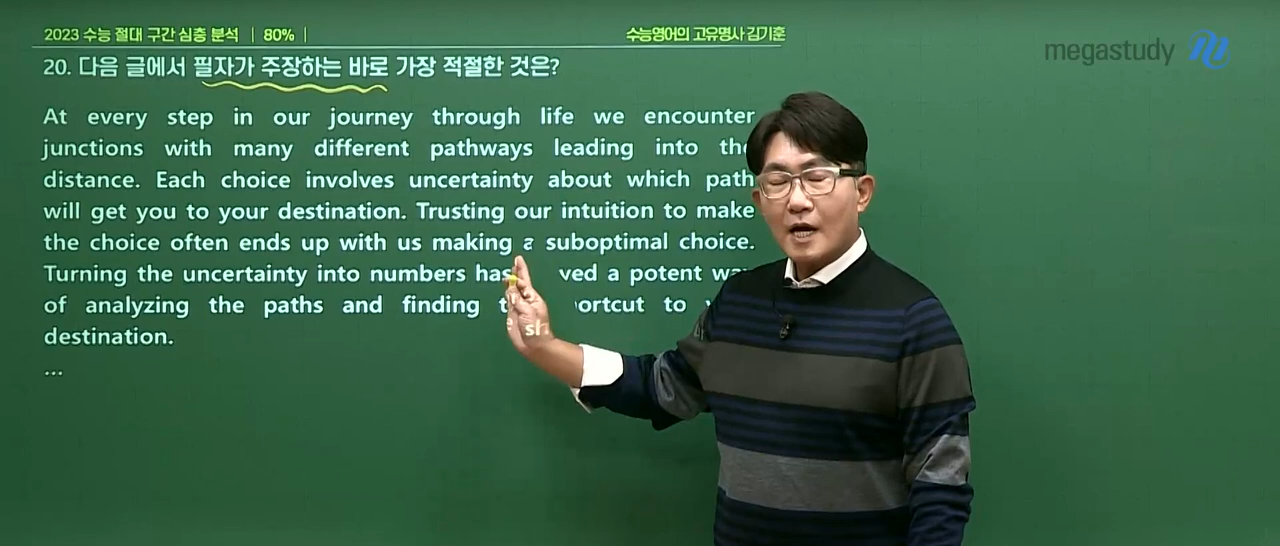 2023 수능 절대 구간 심층 분석 | 80% |
수능영어의 고유명사 김기훈
megastudy
20. 다음 글에서 필자가 주장하는 바로 가장 적절한 것은?
At every step in our journey through life we encounter
junctions with many different pathways leading into the
distance. Each choice involves uncertainty about which path
will get you to your destination. Trusting our intuition to make
the choice often ends up with us making a suboptimal choice.
Turning the uncertainty into numbers has a potent
of analyzing the paths and finding to
destination.
...